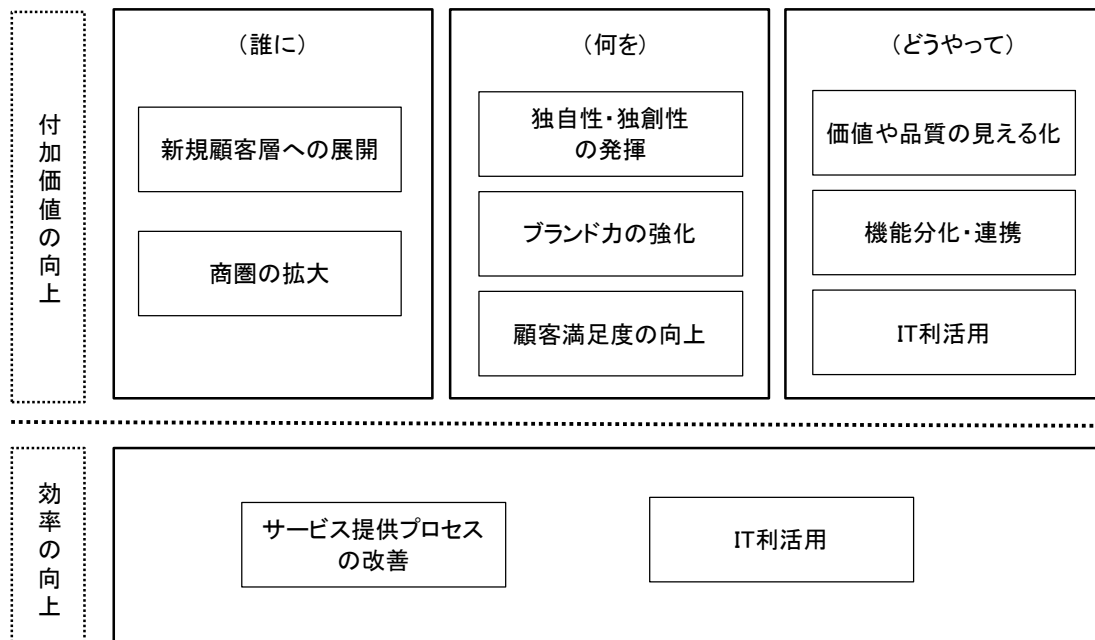 付加価値の向上
（誰に）
新規顧客層への展開
商圏の拡大
（何を）
独自性・独創性
の発揮
ブランド力の強化
顧客満足度の向上
（どうやって）
価値や品質の見える化
機能分化・連携
IT利活用
効率の向上
サービス提供プロセス
の改善
IT利活用